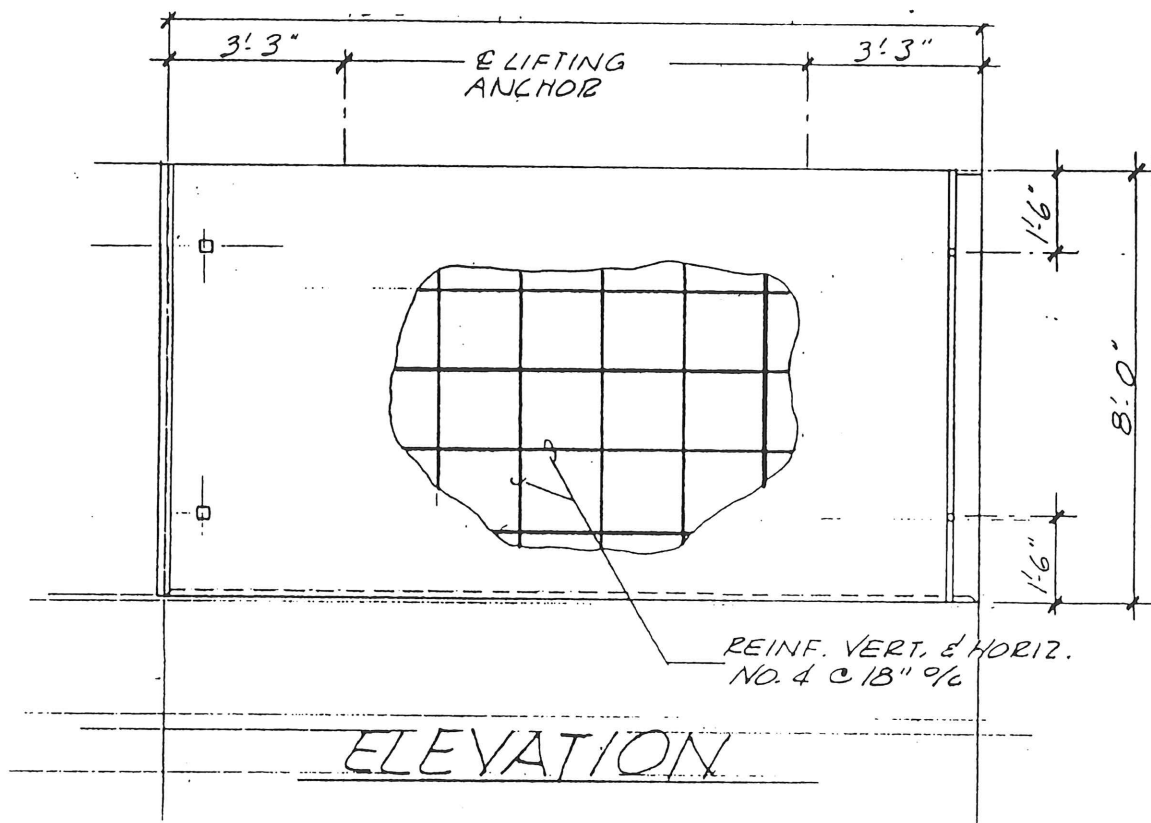 3'-3"
℄ LIFTING
ANCHOR
3'-3"
1'-6"
8'-0"
1'-6"
REINF. VERT. & HORIZ.
NO. 4 @ 18" o/c
ELEVATION